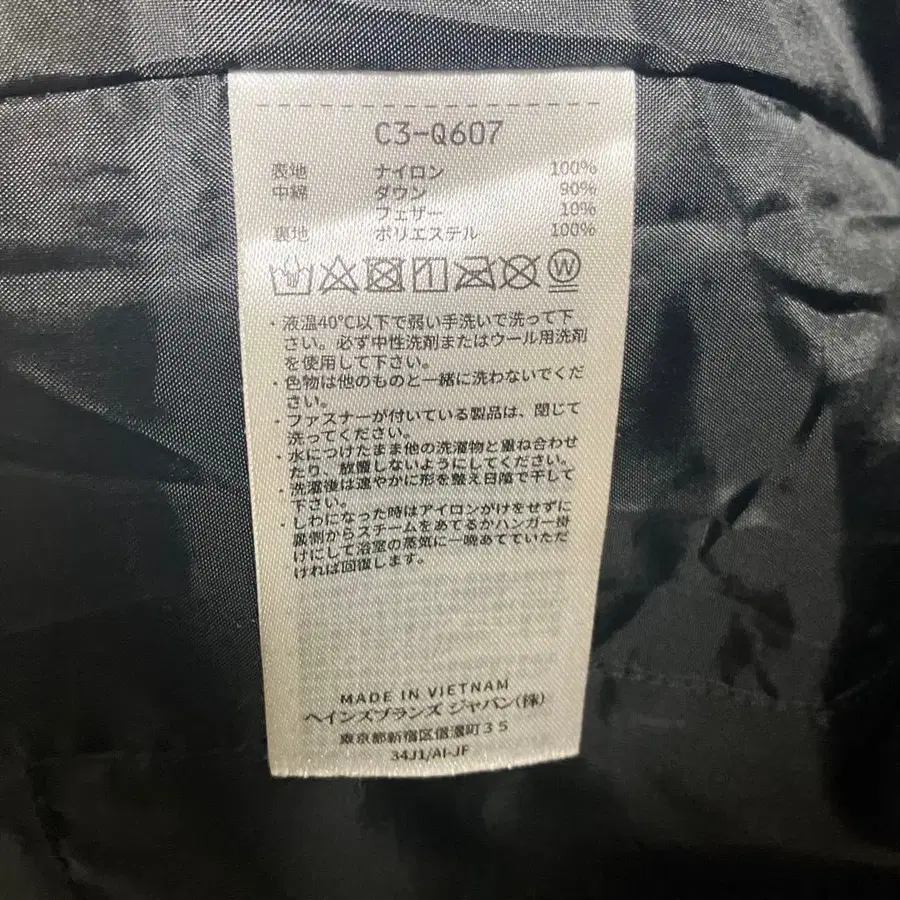 C3-Q607
表地 ナイロン 100%
中綿 ダウン 90%
フェザー 10%
裏地 ポリエステル 100%
W
・液温40℃以下で弱い手洗いで洗って下
さい。必ず中性洗剤またはウール用洗剤
を使用して下さい。
・色物は他のものと一緒に洗わないでくだ
さい。
・ファスナーが付いている製品は、閉じて
洗ってください。
・水につけたまま他の洗濯物と重ね合わせ
たり、放置しないようにしてください。
・洗濯後は速やかに形を整え日陰で干して
下さい。
・しわになった時はアイロンがけをせずに
裏側からスチームをあてるかハンガー掛
けにして浴室の蒸気に一晩あてていただ
ければ回復します。
MADE IN VIETNAM
ヘインズブランズ ジャパン(株)
東京都新宿区信濃町35
34J1/AI-JF